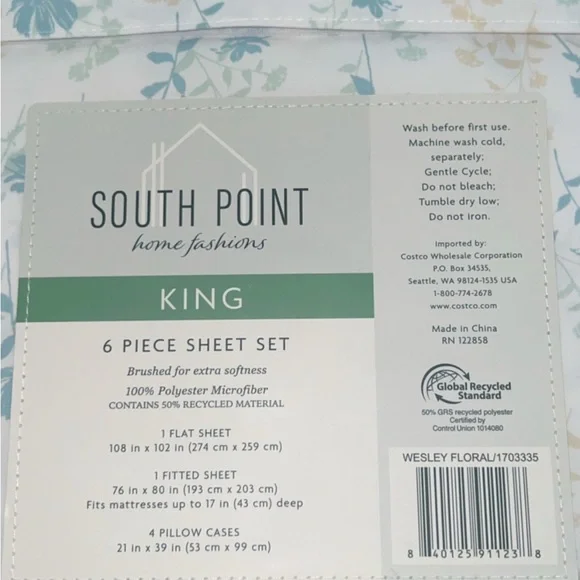 SOUTH POINT
home fashions
KING
6 PIECE SHEET SET
Brushed for extra softness
100% Polyester Microfiber
CONTAINS 50% RECYCLED MATERIAL
1 FLAT SHEET
108 in x 102 in (274 cm x 259 cm)
1 FITTED SHEET
76 in x 80 in (193 cm x 203 cm)
Fits mattresses up to 17 in (43 cm) deep
4 PILLOW CASES
21 in x 39 in (53 cm x 99 cm)
Wash before first use.
Machine wash cold,
separately;
Gentle Cycle;
Do not bleach;
Tumble dry low;
Do not iron.
Imported by:
Costco Wholesale Corporation
P.O. Box 34535,
Seattle, WA 98124-1535 USA
1-800-774-2678
www.costco.com
Made in China
RN 122858
Global Recycled
Standard
50% GRS recycled polyester
Certified by
Control Union 1014080
WESLEY FLORAL/1703335
8 40125 91123 8